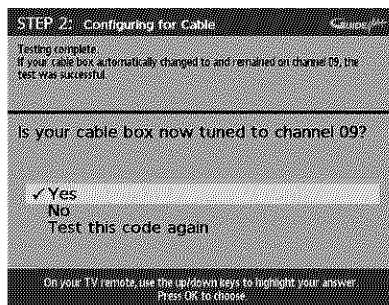 STEP 2: Configuring for Cable
GUIDE Plus+
Testing complete.
If your cable box automatically changed to and remained on channel 09, the
test was successful.
Is your cable box now tuned to channel 09?
✓ Yes
No
Test this code again
On your TV remote, use the up/down keys to highlight your answer
Press OK to choose